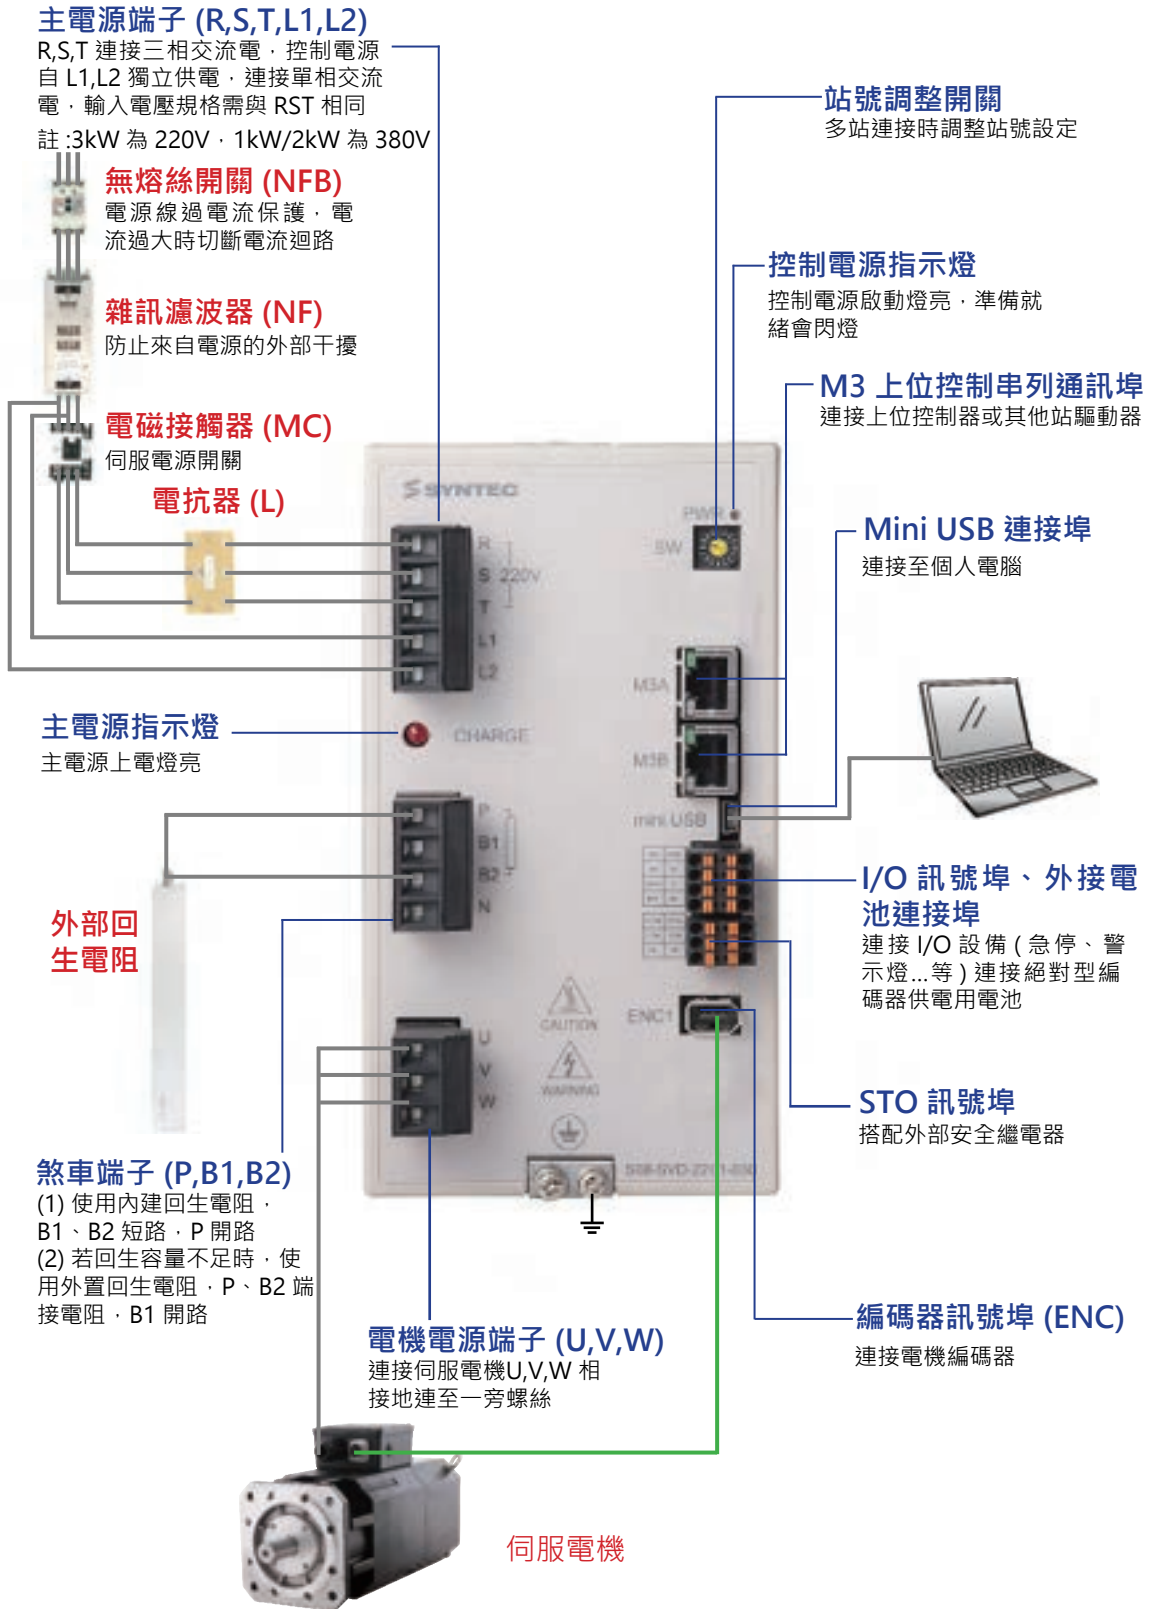 主電源端子 (R,S,T,L1,L2)
R,S,T 連接三相交流電，控制電源
自 L1,L2 獨立供電，連接單相交流
電，輸入電壓規格需與 RST 相同
註 :3kW 為 220V，1kW/2kW 為 380V
無熔絲開關 (NFB)
電源線過電流保護，電
流過大時切斷電流迴路
雜訊濾波器 (NF)
防止來自電源的外部干擾
電磁接觸器 (MC)
伺服電源開關
電抗器 (L)
站號調整開關
多站連接時調整站號設定
控制電源指示燈
控制電源啟動燈亮，準備就
緒會閃燈
M3 上位控制串列通訊埠
連接上位控制器或其他站驅動器
Mini USB 連接埠
連接至個人電腦
SYNTEC
PWR
SW
R
S 220V
T
L1
L2
M3A
M3B
mini USB
主電源指示燈
主電源上電燈亮
CHARGE
P
B1
B2
N
外部回
生電阻
I/O 訊號埠、外接電
池連接埠
連接 I/O 設備 ( 急停、警
示燈...等 ) 連接絕對型編
碼器供電用電池
ENC1
CAUTION
WARNING
U
V
W
STO 訊號埠
搭配外部安全繼電器
煞車端子 (P,B1,B2)
(1) 使用內建回生電阻，
B1、B2 短路，P 開路
(2) 若回生容量不足時，使
用外置回生電阻，P、B2 端
接電阻，B1 開路
電機電源端子 (U,V,W)
連接伺服電機U,V,W 相
接地連至一旁螺絲
編碼器訊號埠 (ENC)
連接電機編碼器
伺服電機